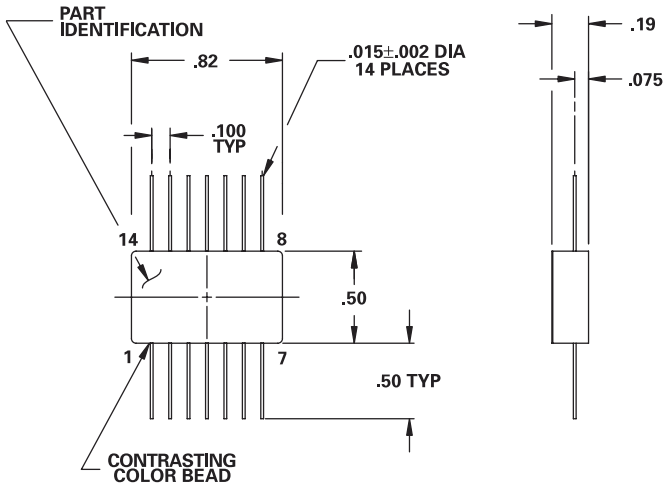 PART
IDENTIFICATION
.82
.015±.002 DIA
14 PLACES
.19
.075
.100
TYP
14
8
.50
1
7
.50 TYP
CONTRASTING
COLOR BEAD